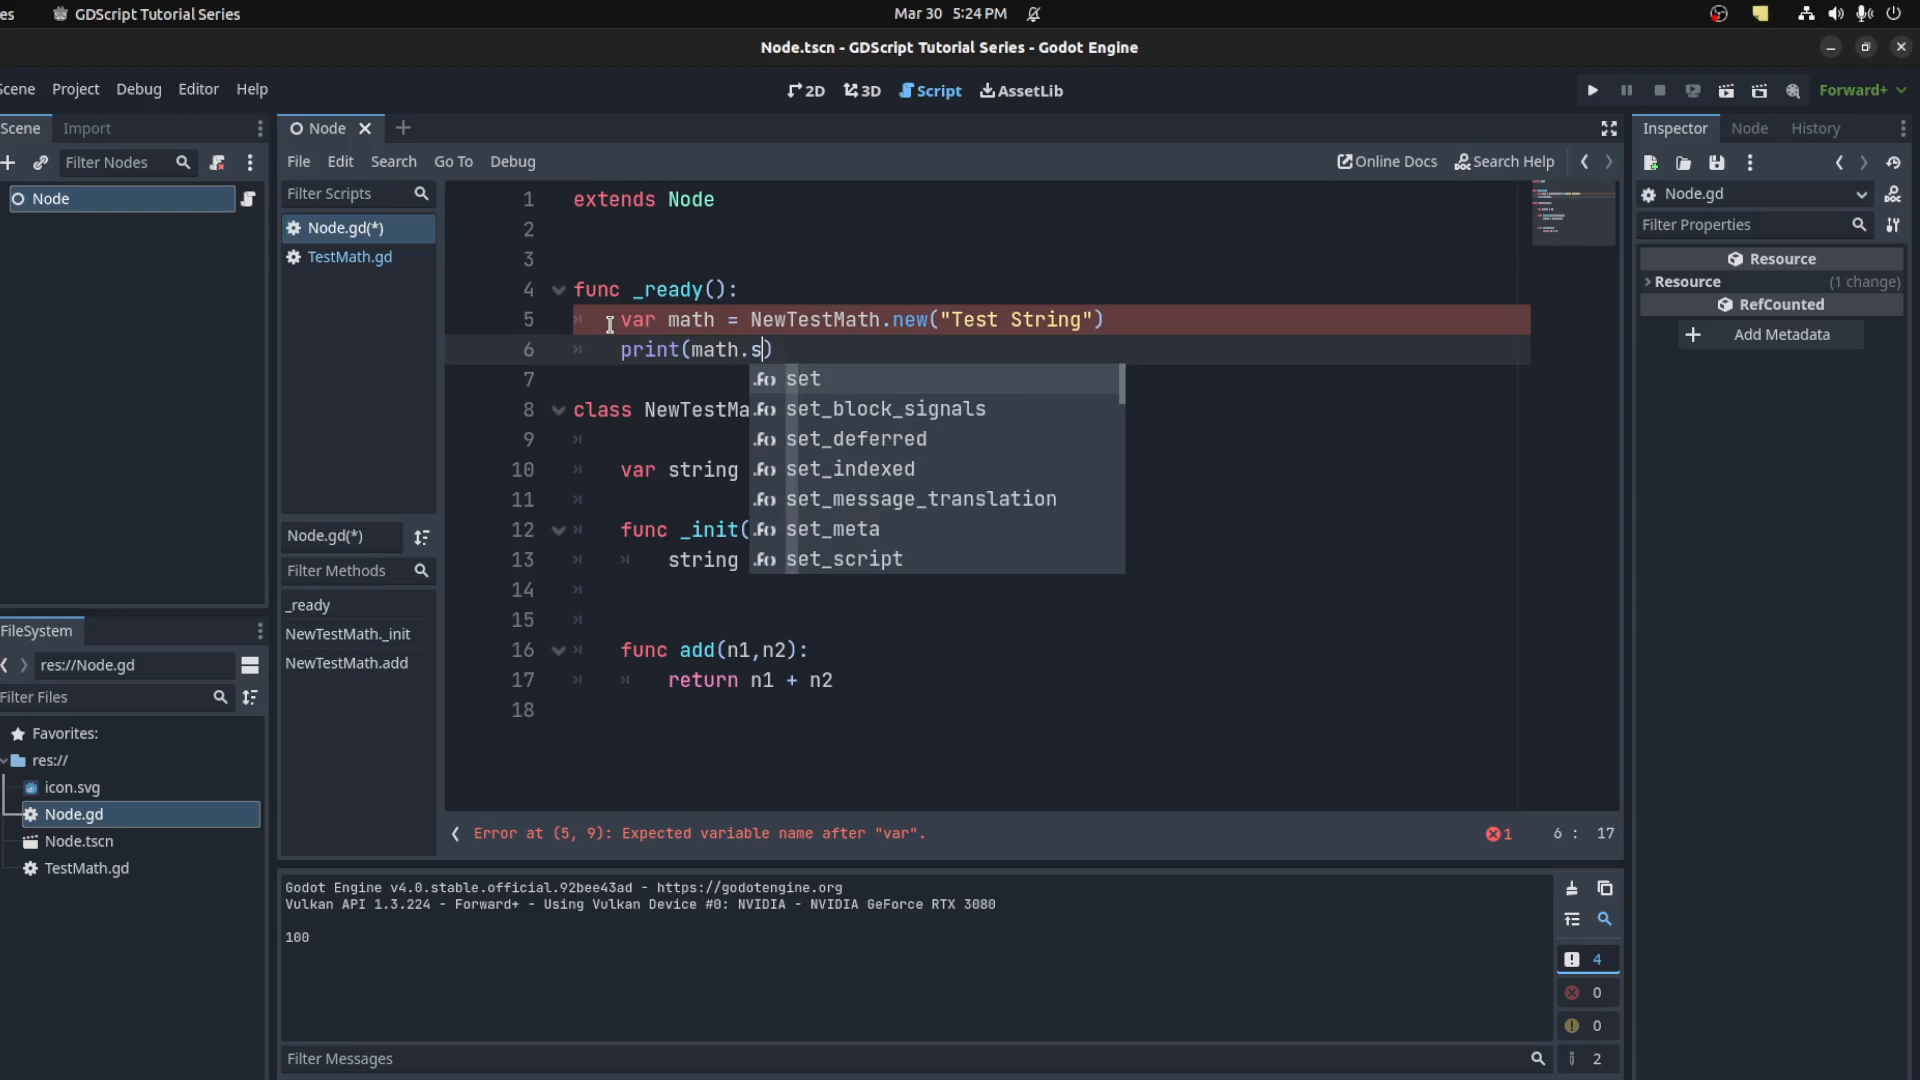 es GDScript Tutorial Series Mar 30 5:24 PM
Node.tscn - GDScript Tutorial Series - Godot Engine
Scene Project Debug Editor Help 2D 3D Script AssetLib Forward+
Scene Import Node Inspector Node History
Filter Nodes File Edit Search Go To Debug Online Docs Search Help
Node Filter Scripts Node.gd
Node.gd(*) Filter Properties
TestMath.gd Resource
Resource (1 change)
RefCounted
Add Metadata
1 extends Node
2
3
4 func _ready():
5 var math = NewTestMath.new("Test String")
6 print(math.s)
7 set
8 class NewTestMa set_block_signals
9 set_deferred
10 var string set_indexed
11 set_message_translation
12 func _init( set_meta
13 string set_script
14
15
16 func add(n1,n2):
17 return n1 + n2
18
Node.gd(*)
Filter Methods
_ready
NewTestMath._init
NewTestMath.add
FileSystem
res://Node.gd
Filter Files
Favorites:
res://
icon.svg
Node.gd
Node.tscn
TestMath.gd
Error at (5, 9): Expected variable name after "var". 1 6 : 17
Godot Engine v4.0.stable.official.92bee43ad - https://godotengine.org
Vulkan API 1.3.224 - Forward+ - Using Vulkan Device #0: NVIDIA - NVIDIA GeForce RTX 3080
100
4
0
0
Filter Messages 2